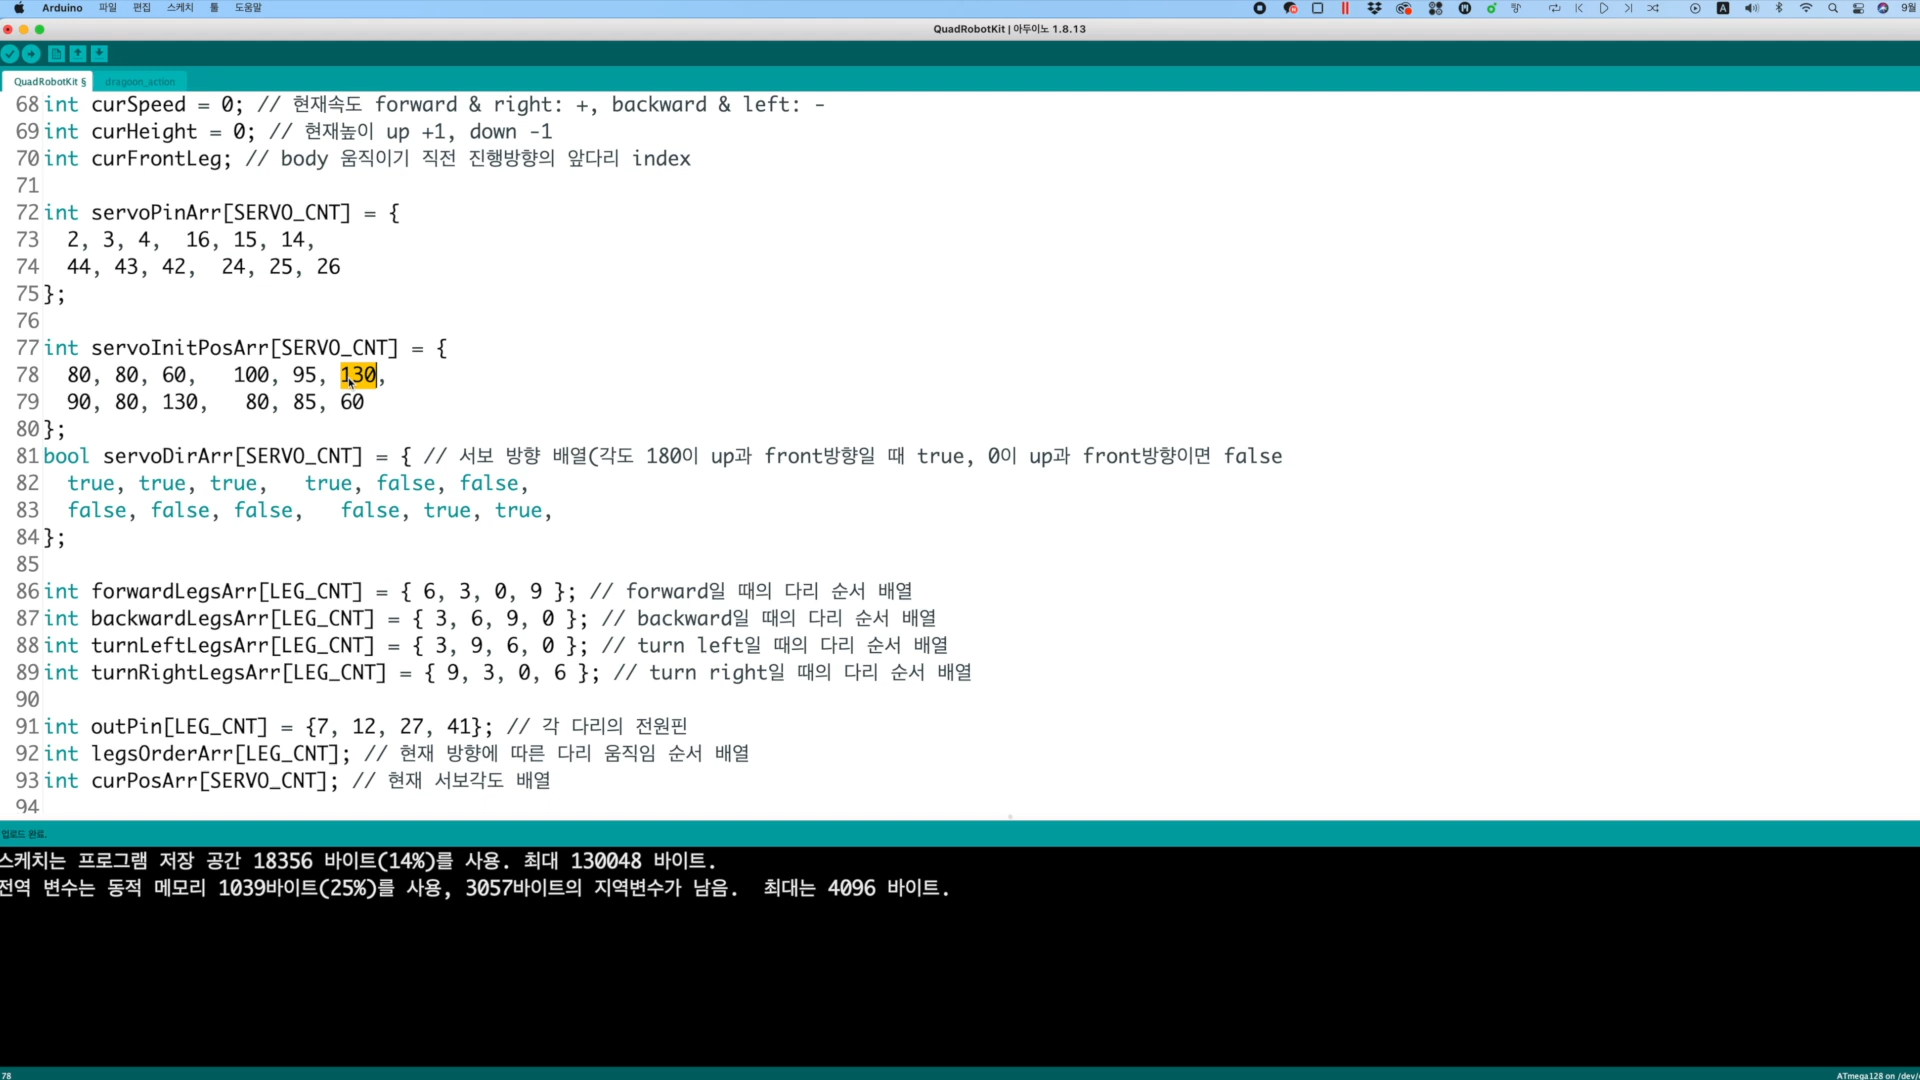 Arduino 파일 편집 스케치 툴 도움말 9월
QuadRobotKit | 아두이노 1.8.13
QuadRobotKit § dragoon_action
68 int curSpeed = 0; // 현재속도 forward & right: +, backward & left: -
69 int curHeight = 0; // 현재높이 up +1, down -1
70 int curFrontLeg; // body 움직이기 직전 진행방향의 앞다리 index
71
72 int servoPinArr[SERVO_CNT] = {
73 2, 3, 4, 16, 15, 14,
74 44, 43, 42, 24, 25, 26
75 };
76
77 int servoInitPosArr[SERVO_CNT] = {
78 80, 80, 60, 100, 95, 130,
79 90, 80, 130, 80, 85, 60
80 };
81 bool servoDirArr[SERVO_CNT] = { // 서보 방향 배열(각도 180이 up과 front방향일 때 true, 0이 up과 front방향이면 false
82 true, true, true, true, false, false,
83 false, false, false, false, true, true,
84 };
85
86 int forwardLegsArr[LEG_CNT] = { 6, 3, 0, 9 }; // forward일 때의 다리 순서 배열
87 int backwardLegsArr[LEG_CNT] = { 3, 6, 9, 0 }; // backward일 때의 다리 순서 배열
88 int turnLeftLegsArr[LEG_CNT] = { 3, 9, 6, 0 }; // turn left일 때의 다리 순서 배열
89 int turnRightLegsArr[LEG_CNT] = { 9, 3, 0, 6 }; // turn right일 때의 다리 순서 배열
90
91 int outPin[LEG_CNT] = {7, 12, 27, 41}; // 각 다리의 전원핀
92 int legsOrderArr[LEG_CNT]; // 현재 방향에 따른 다리 움직임 순서 배열
93 int curPosArr[SERVO_CNT]; // 현재 서보각도 배열
94
업로드 완료.
스케치는 프로그램 저장 공간 18356 바이트(14%)를 사용. 최대 130048 바이트.
전역 변수는 동적 메모리 1039바이트(25%)를 사용, 3057바이트의 지역변수가 남음. 최대는 4096 바이트.
78 ATmega128 on /dev/